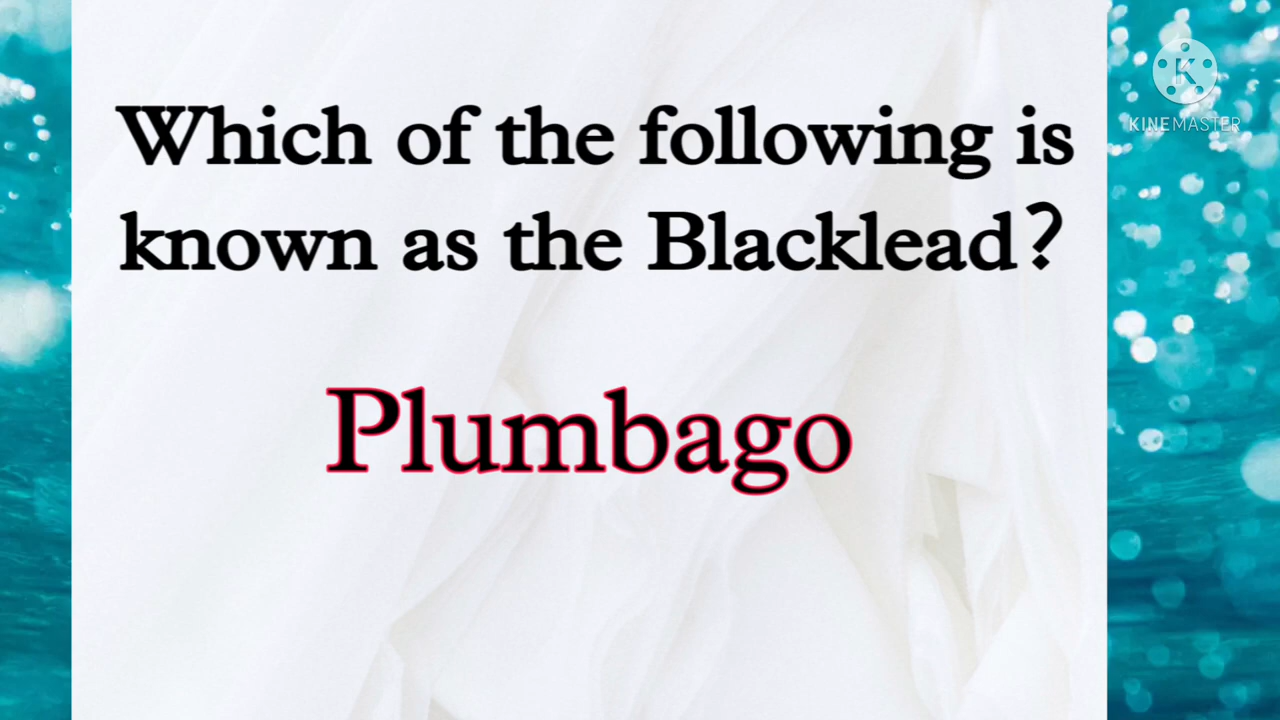 Which of the following is
known as the Blacklead?
Plumbago
K
KINEMASTER